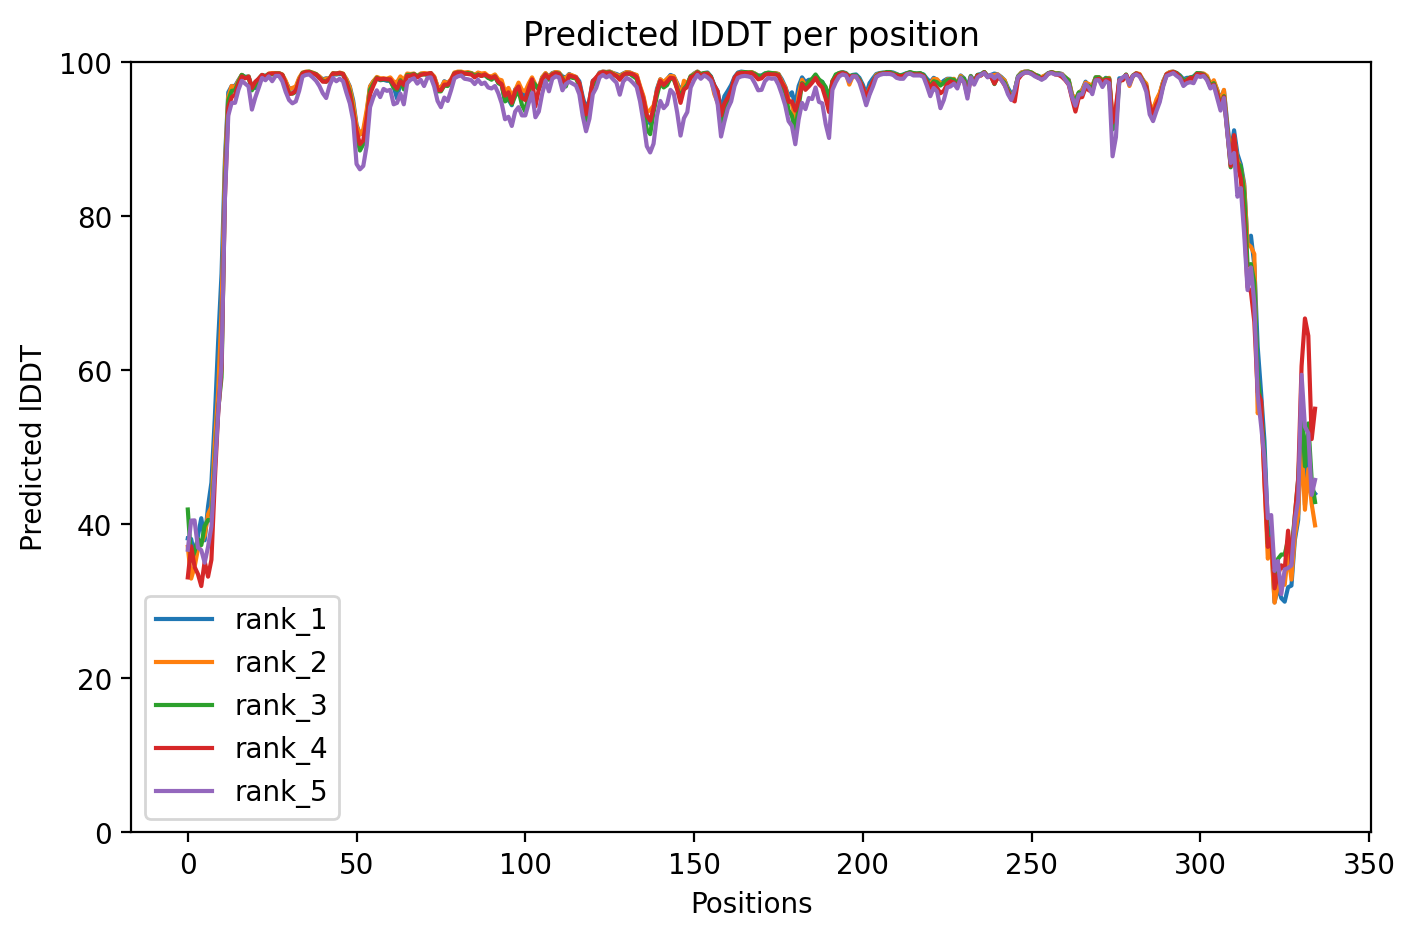 Predicted lDDT per position
100
80
60
40
20
0
Predicted lDDT
rank_1
rank_2
rank_3
rank_4
rank_5
0 50 100 150 200 250 300 350
Positions